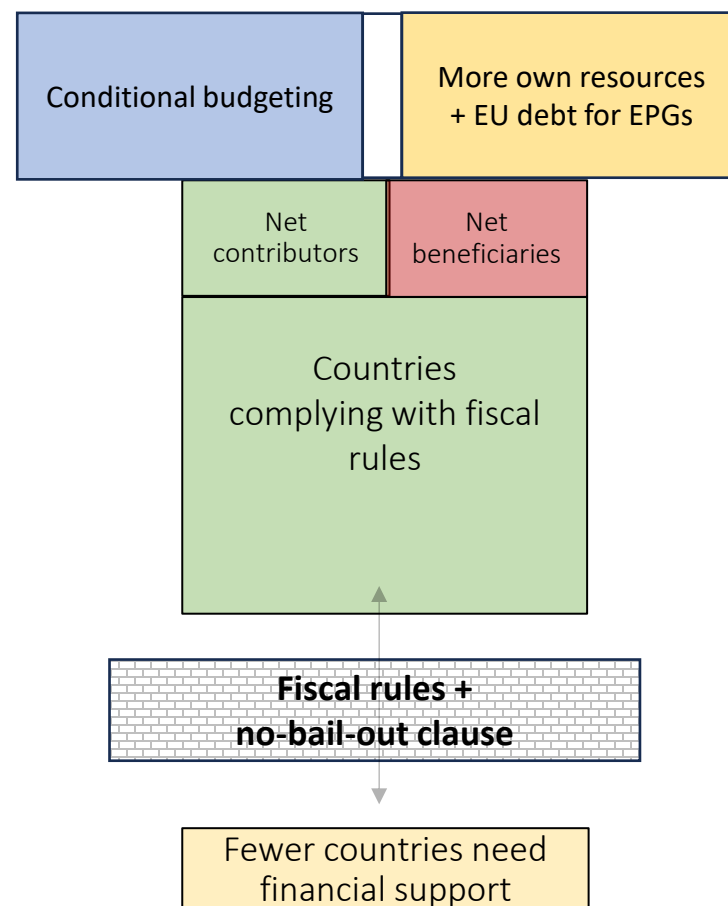 Conditional budgeting
More own resources
+ EU debt for EPGs
Net
contributors
Net
beneficiaries
Countries
complying with fiscal
rules
Fiscal rules +
no-bail-out clause
Fewer countries need
financial support